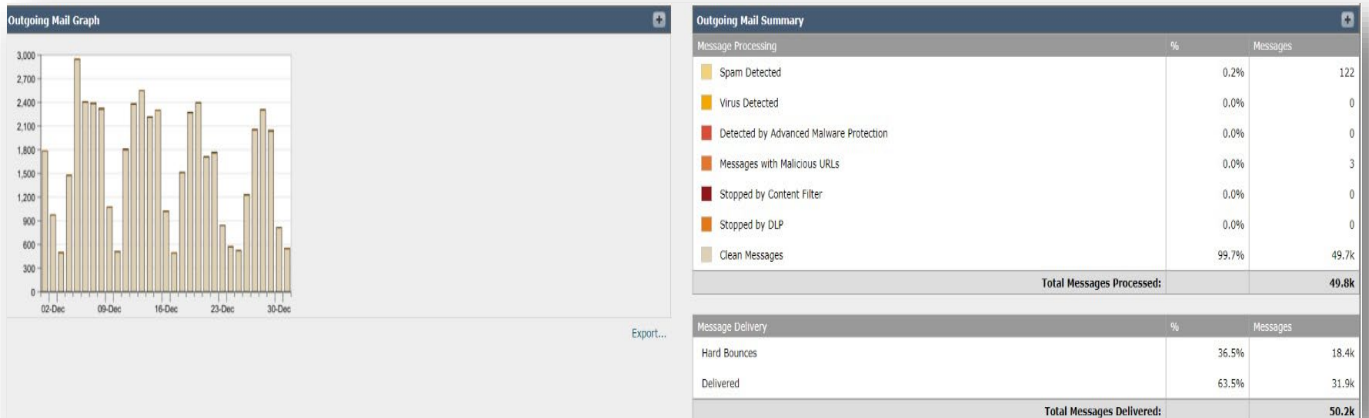 Outgoing Mail Graph
3,000
2,700
2,400
2,100
1,800
1,500
1,200
900
600
300
0
02-Dec 09-Dec 16-Dec 23-Dec 30-Dec
Export...
Outgoing Mail Summary
Message Processing % Messages
Spam Detected 0.2% 122
Virus Detected 0.0% 0
Detected by Advanced Malware Protection 0.0% 0
Messages with Malicious URLs 0.0% 3
Stopped by Content Filter 0.0% 0
Stopped by DLP 0.0% 0
Clean Messages 99.7% 49.7k
Total Messages Processed: 49.8k
Message Delivery % Messages
Hard Bounces 36.5% 18.4k
Delivered 63.5% 31.9k
Total Messages Delivered: 50.2k